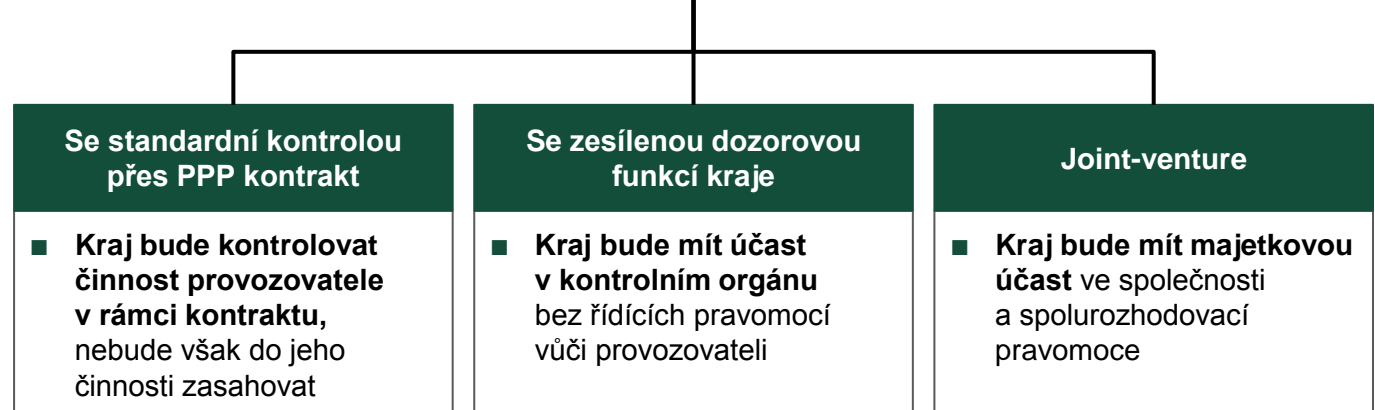 Se standardní kontrolou
přes PPP kontrakt
■ Kraj bude kontrolovat
činnost provozovatele
v rámci kontraktu,
nebude však do jeho
činnosti zasahovat
Se zesílenou dozorovou
funkcí kraje
■ Kraj bude mít účast
v kontrolním orgánu
bez řídících pravomocí
vůči provozovateli
Joint-venture
■ Kraj bude mít majetkovou
účast ve společnosti
a spolurozhodovací
pravomoce